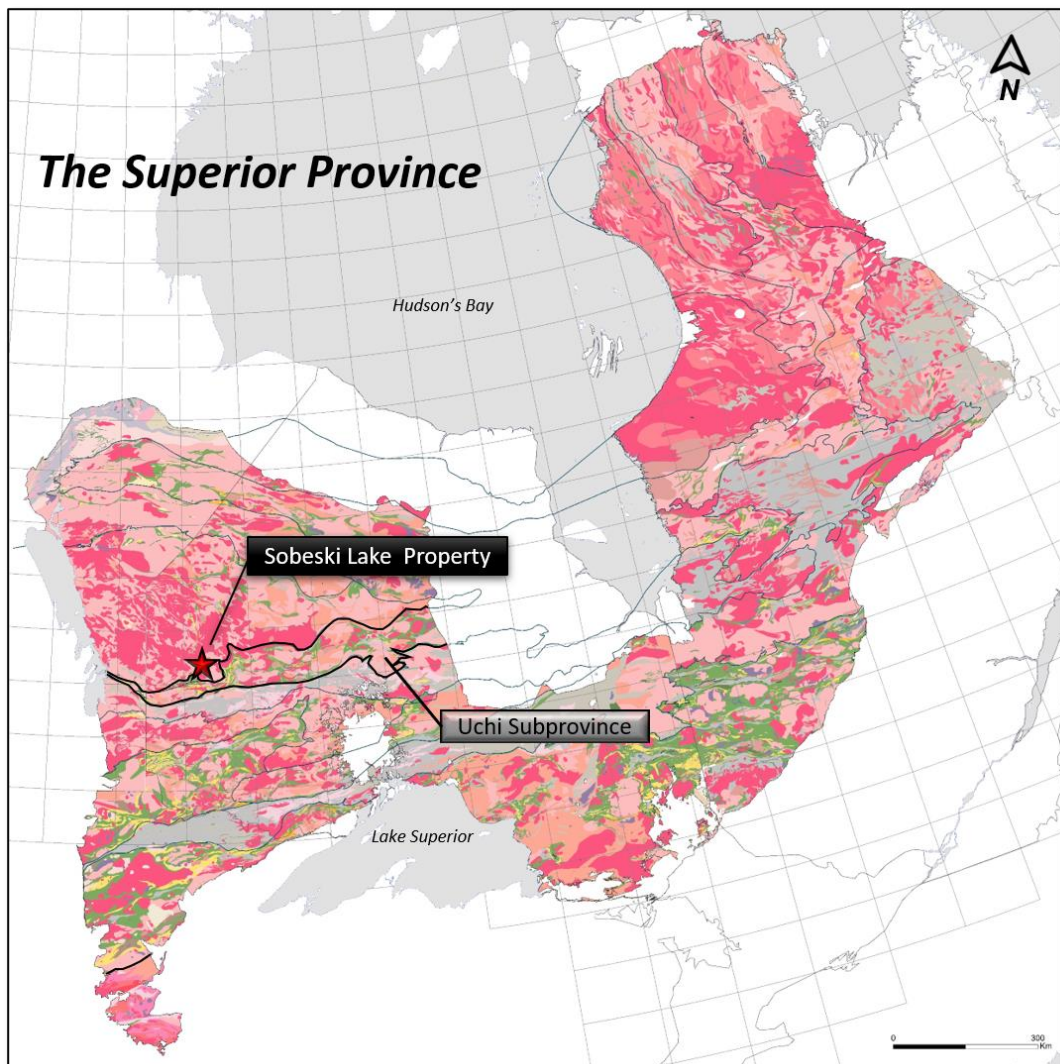 N
The Superior Province
Hudson's Bay
Sobeski Lake Property
Uchi Subprovince
Lake Superior
0 300
Km